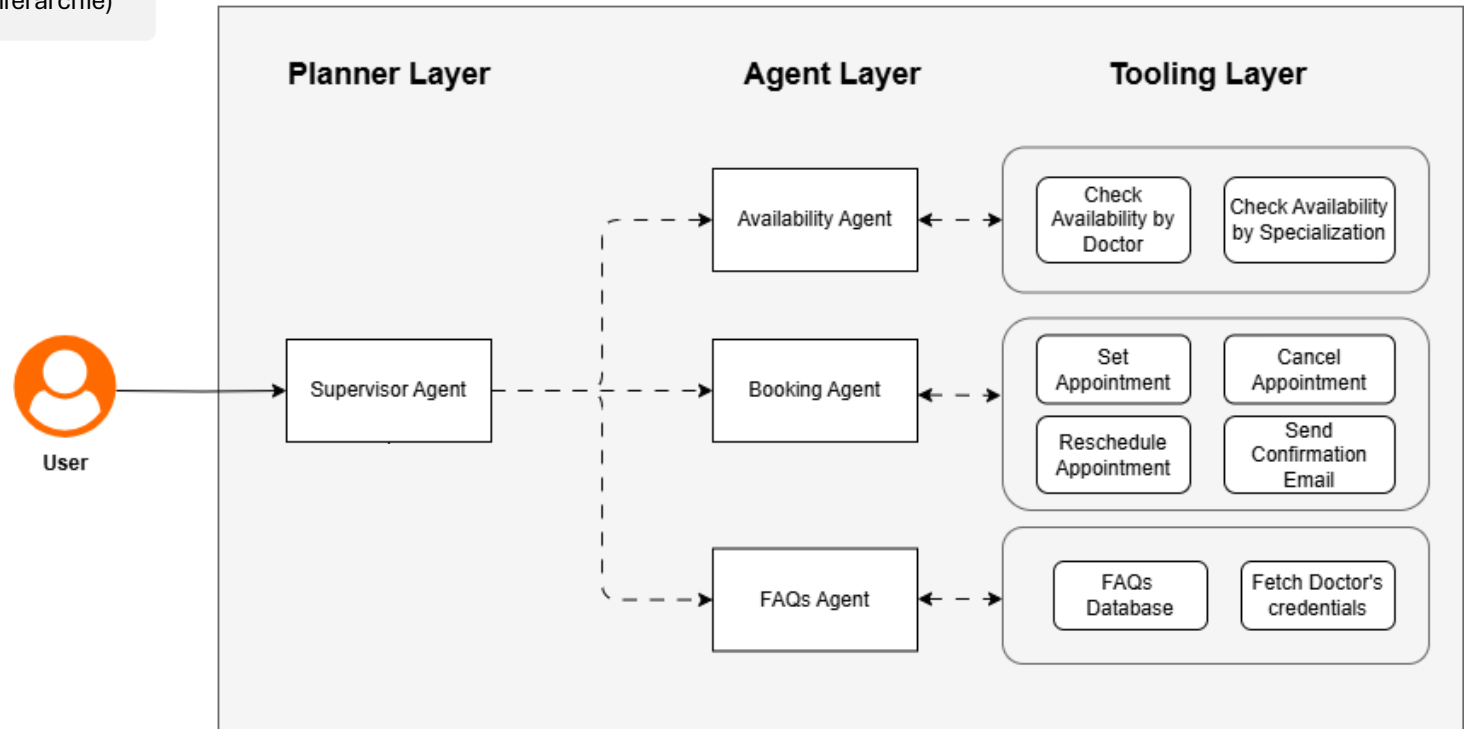 Planner Layer
Agent Layer
Tooling Layer
Availability Agent
Check
Availability by
Doctor
Check Availability
by Specialization
User
Supervisor Agent
Booking Agent
Set
Appointment
Cancel
Appointment
Reschedule
Appointment
Send
Confirmation
Email
FAQs Agent
FAQs
Database
Fetch Doctor's
credentials